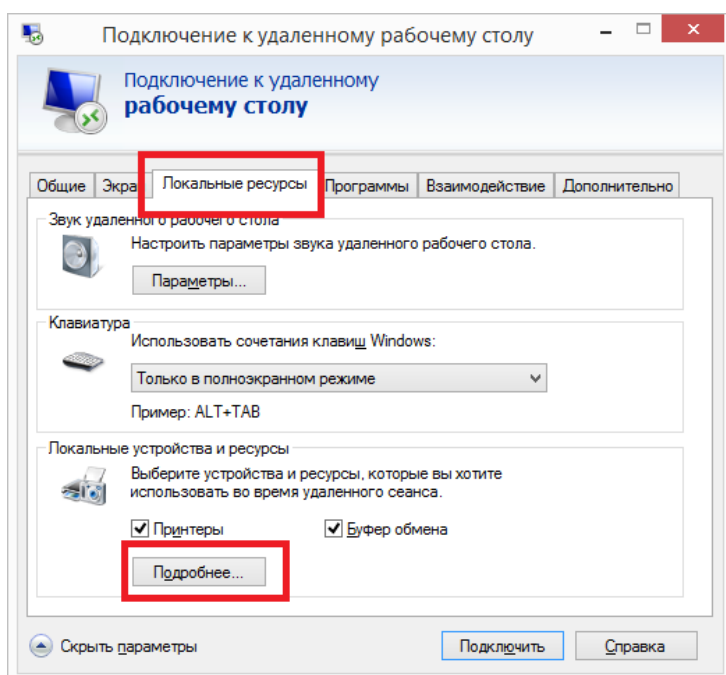 Подключение к удаленному рабочему столу
Подключение к удаленному
рабочему столу
Общие Экра Локальные ресурсы Программы Взаимодействие Дополнительно
Звук удаленного рабочего стола
Настроить параметры звука удаленного рабочего стола.
Параметры...
Клавиатура
Использовать сочетания клавиш Windows:
Только в полноэкранном режиме
Пример: ALT+TAB
Локальные устройства и ресурсы
Выберите устройства и ресурсы, которые вы хотите
использовать во время удаленного сеанса.
Принтеры Буфер обмена
Подробнее...
Скрыть параметры Подключить Справка